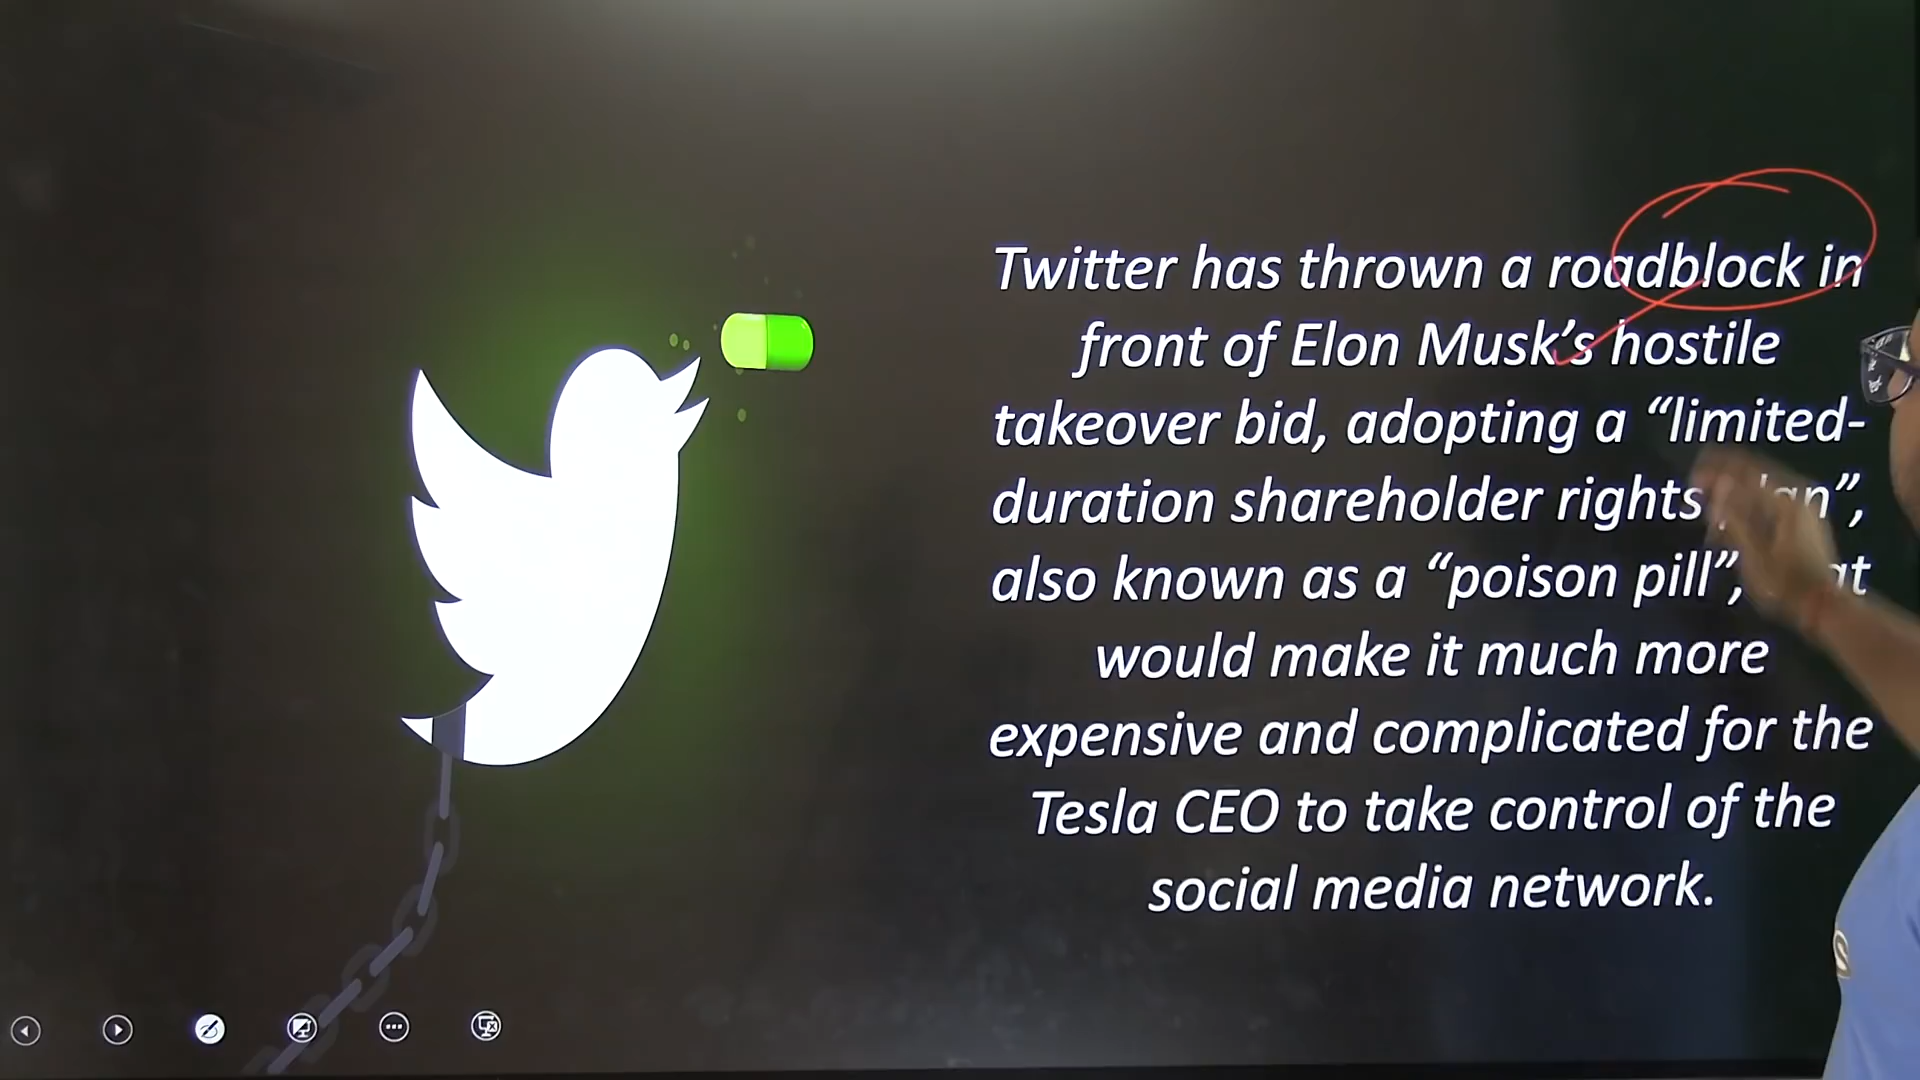 Twitter has thrown a roadblock in
front of Elon Musk's hostile
takeover bid, adopting a “limited-
duration shareholder rights
also known as a “poison pill”,
would make it much more
expensive and complicated for the
Tesla CEO to take control of the
social media network.